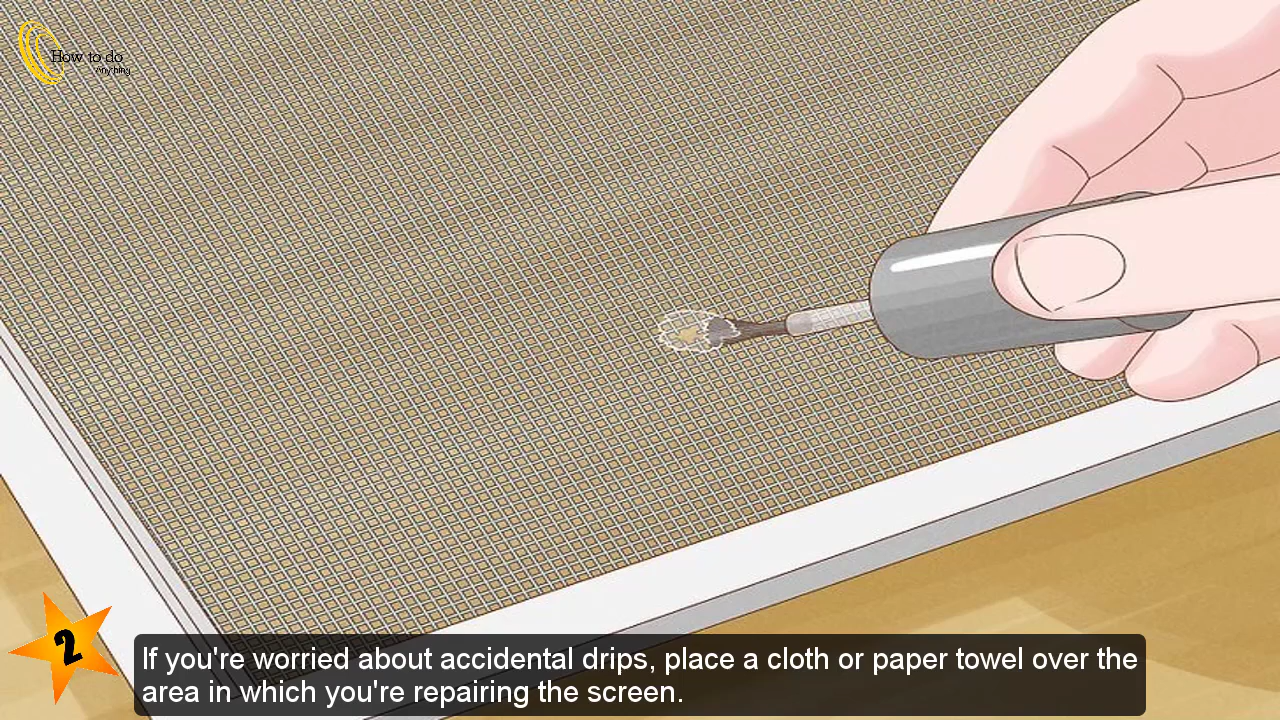 How to do
Anything
2
If you're worried about accidental drips, place a cloth or paper towel over the
area in which you're repairing the screen.